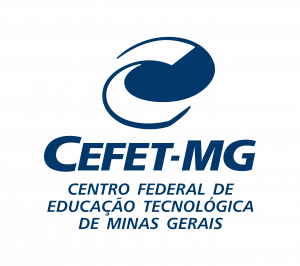 CEFET-MG
CENTRO FEDERAL DE
EDUCAÇÃO TECNOLÓGICA
DE MINAS GERAIS